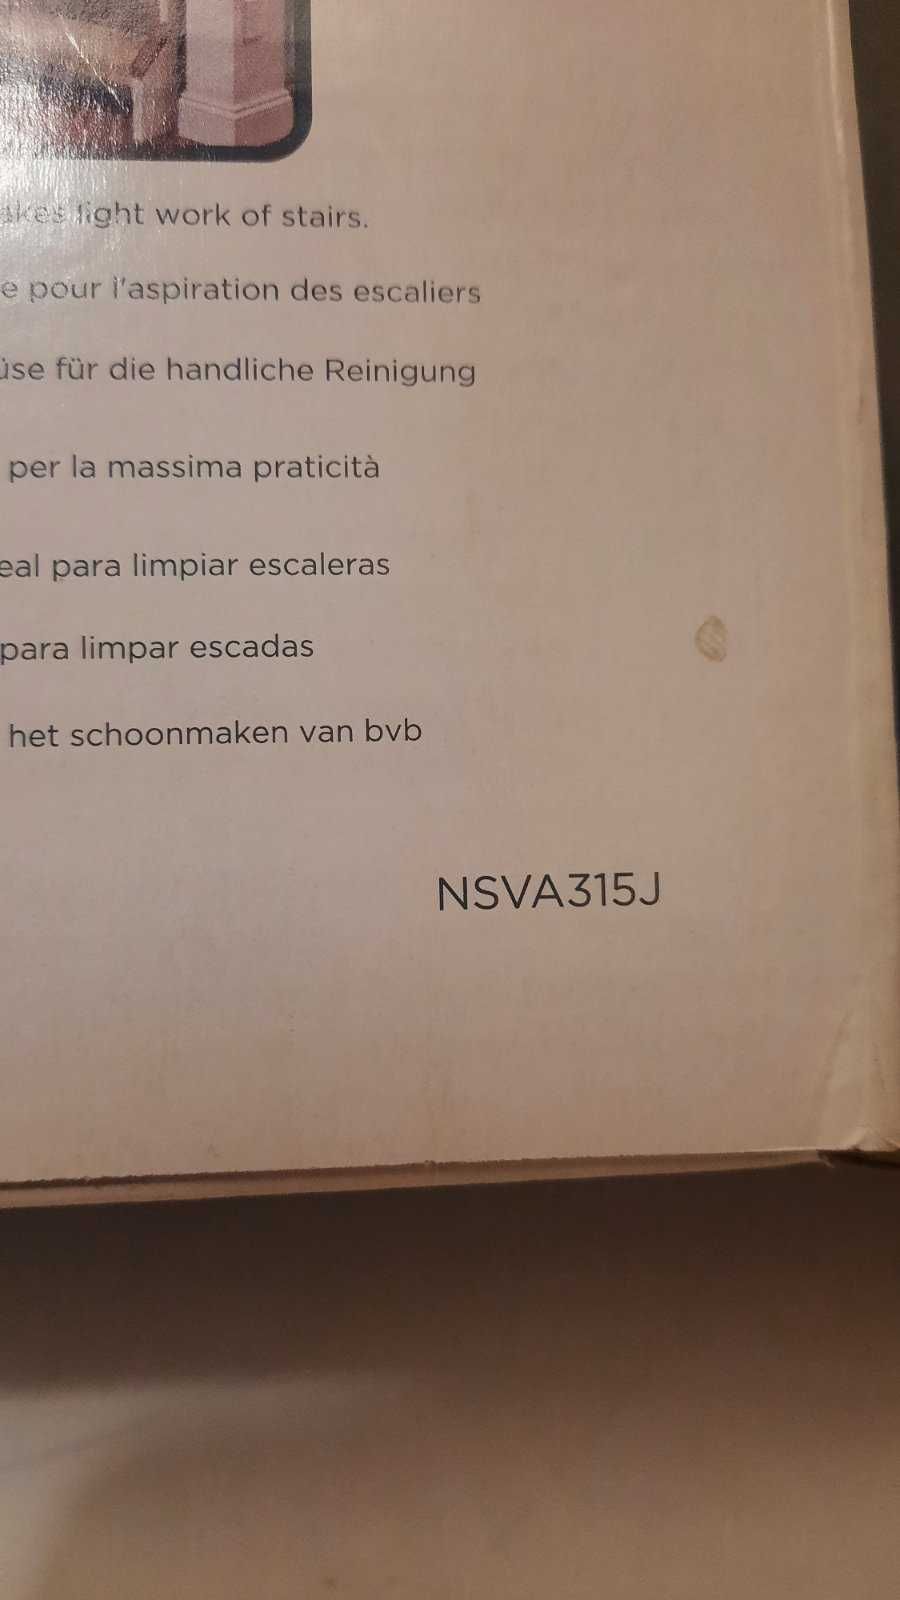 light work of stairs.
e pour l'aspiration des escaliers
üse für die handliche Reinigung
per la massima praticità
eal para limpiar escaleras
para limpar escadas
het schoonmaken van bvb
NSVA315J